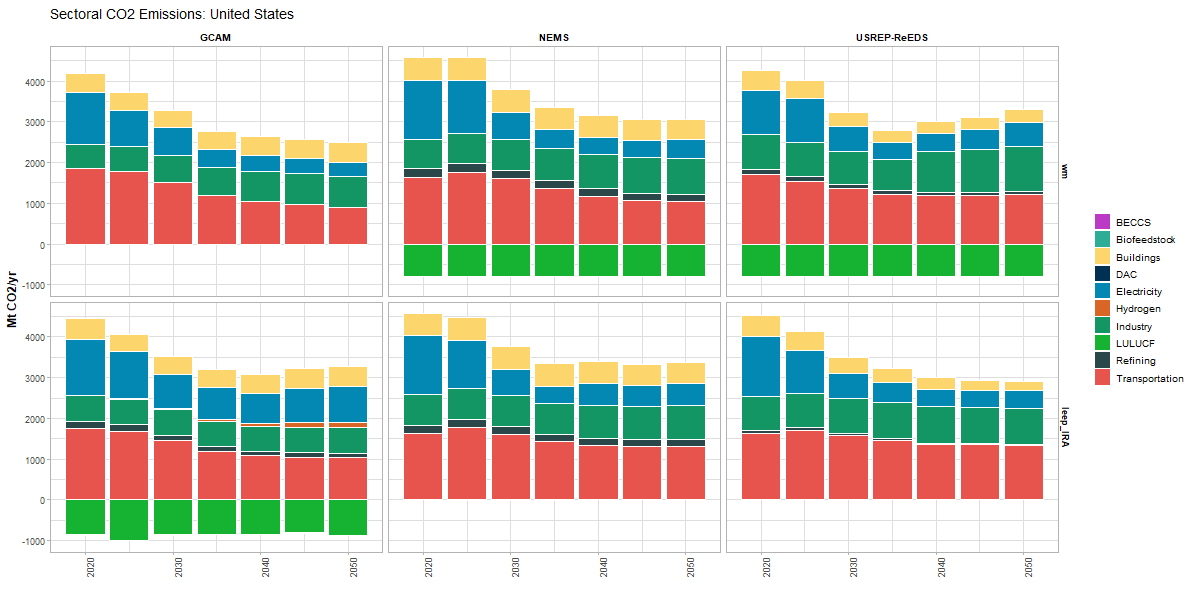 Sectoral CO2 Emissions: United States
GCAM
NEMS
USREP-ReEDS
Mt CO2/yr
4000
3000
2000
1000
0
-1000
wm
4000
3000
2000
1000
0
-1000
leep_IRA
2020
2030
2040
2050
2020
2030
2040
2050
2020
2030
2040
2050
BECCS
Biofeedstock
Buildings
DAC
Electricity
Hydrogen
Industry
LULUCF
Refining
Transportation